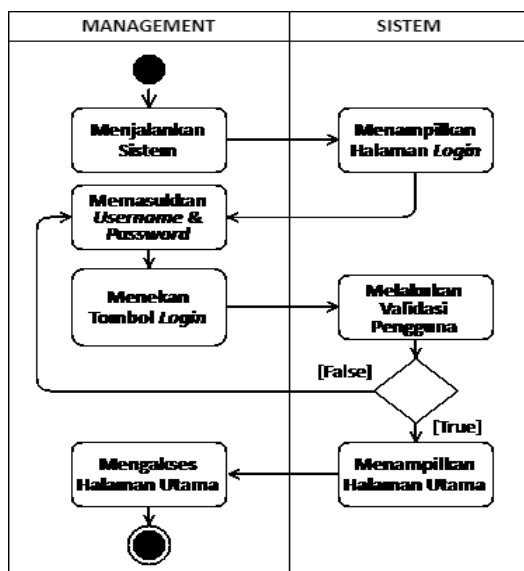 MANAGEMENT
SISTEM
Menjalankan
Sistem
Menampilkan
Halaman Login
Memasukkan
Username &
Password
Menekan
Tombol Login
Melakukan
Validasi
Pengguna
[False]
[True]
Menampilkan
Halaman Utama
Mengakses
Halaman Utama